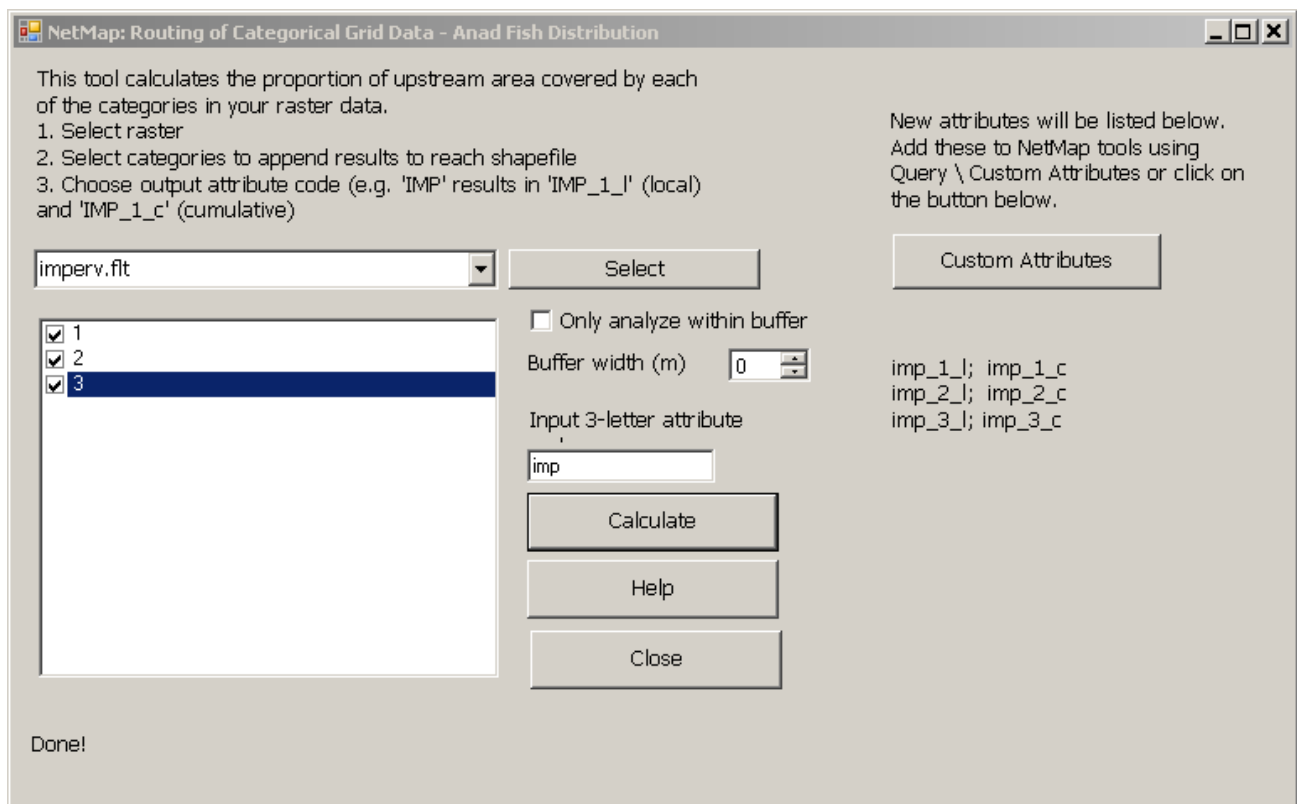 NetMap: Routing of Categorical Grid Data - Anad Fish Distribution
This tool calculates the proportion of upstream area covered by each
of the categories in your raster data.
1. Select raster
2. Select categories to append results to reach shapefile
3. Choose output attribute code (e.g. 'IMP' results in 'IMP_1_l' (local)
and 'IMP_1_c' (cumulative)
New attributes will be listed below.
Add these to NetMap tools using
Query \ Custom Attributes or click on
the button below.
imperv.flt
Select
Custom Attributes
1
2
3
Only analyze within buffer
Buffer width (m)
0
Input 3-letter attribute
imp
Calculate
Help
Close
imp_1_l; imp_1_c
imp_2_l; imp_2_c
imp_3_l; imp_3_c
Done!